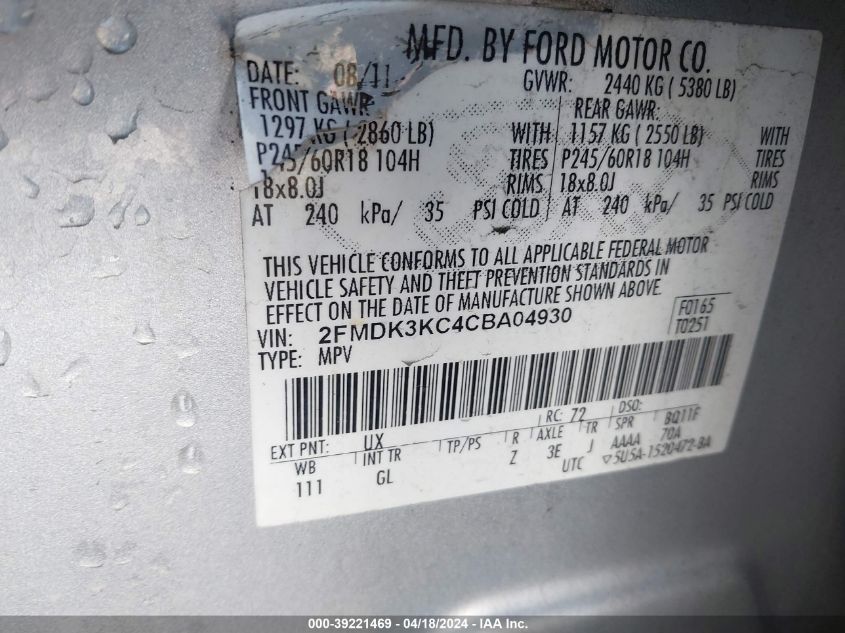 MFD. BY FORD MOTOR CO.
DATE: 08/11 GVWR: 2440 KG ( 5380 LB)
FRONT GAWR: REAR GAWR:
1297 KG ( 2860 LB) WITH 1157 KG ( 2550 LB) WITH
P245/60R18 104H TIRES P245/60R18 104H TIRES
18x8.0J RIMS 18x8.0J RIMS
AT 240 kPa/ 35 PSI COLD AT 240 kPa/ 35 PSI COLD
THIS VEHICLE CONFORMS TO ALL APPLICABLE FEDERAL MOTOR
VEHICLE SAFETY AND THEFT PREVENTION STANDARDS IN
EFFECT ON THE DATE OF MANUFACTURE SHOWN ABOVE.
VIN: 2FMDK3KC4CBA04930 F0165
TYPE: MPV T0251
RC: 72 DSO:
EXT PNT: UX BQ11F
WB INT TR TP/PS R AXLE TR SPR 70A
111 GL Z 3E J AAAA
UTC ▽5U5A-1520472-BA
000-39221469 - 04/18/2024 - IAA Inc.